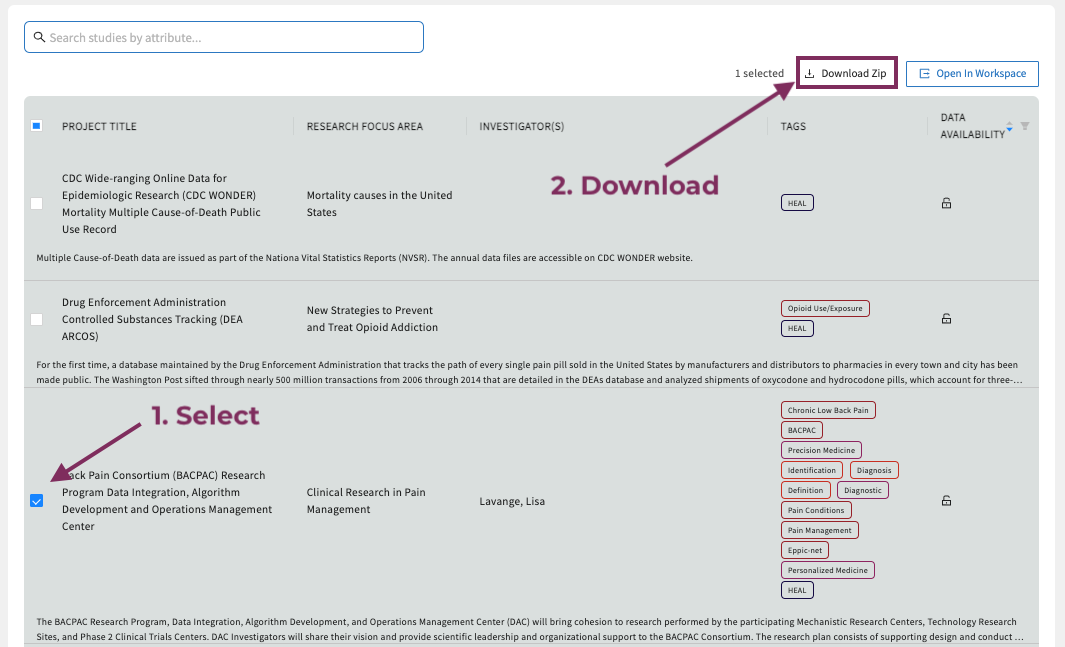 Search studies by attribute...
1 selected
Download Zip
Open In Workspace
PROJECT TITLE
RESEARCH FOCUS AREA
INVESTIGATOR(S)
TAGS
DATA
AVAILABILITY
2. Download
CDC Wide-ranging Online Data for
Epidemiologic Research (CDC WONDER)
Mortality Multiple Cause-of-Death Public
Use Record
Mortality causes in the United
States
HEAL
Multiple Cause-of-Death data are issued as part of the Nationa Vital Statistics Reports (NVSR). The annual data files are accessible on CDC WONDER website.
Drug Enforcement Administration
Controlled Substances Tracking (DEA
ARCOS)
New Strategies to Prevent
and Treat Opioid Addiction
Opioid Use/Exposure
HEAL
For the first time, a database maintained by the Drug Enforcement Administration that tracks the path of every single pain pill sold in the United States by manufacturers and distributors to pharmacies in every town and city has been
made public. The Washington Post sifted through nearly 500 million transactions from 2006 through 2014 that are detailed in the DEAs database and analyzed shipments of oxycodone and hydrocodone pills, which account for three-...
1. Select
ack Pain Consortium (BACPAC) Research
Program Data Integration, Algorithm
Development and Operations Management
Center
Clinical Research in Pain
Management
Lavange, Lisa
Chronic Low Back Pain
BACPAC
Precision Medicine
Identification
Diagnosis
Definition
Diagnostic
Pain Conditions
Pain Management
Eppic-net
Personalized Medicine
HEAL
The BACPAC Research Program, Data Integration, Algorithm Development, and Operations Management Center (DAC) will bring cohesion to research performed by the participating Mechanistic Research Centers, Technology Research
Sites, and Phase 2 Clinical Trials Centers. DAC Investigators will share their vision and provide scientific leadership and organizational support to the BACPAC Consortium. The research plan consists of supporting design and conduct ...